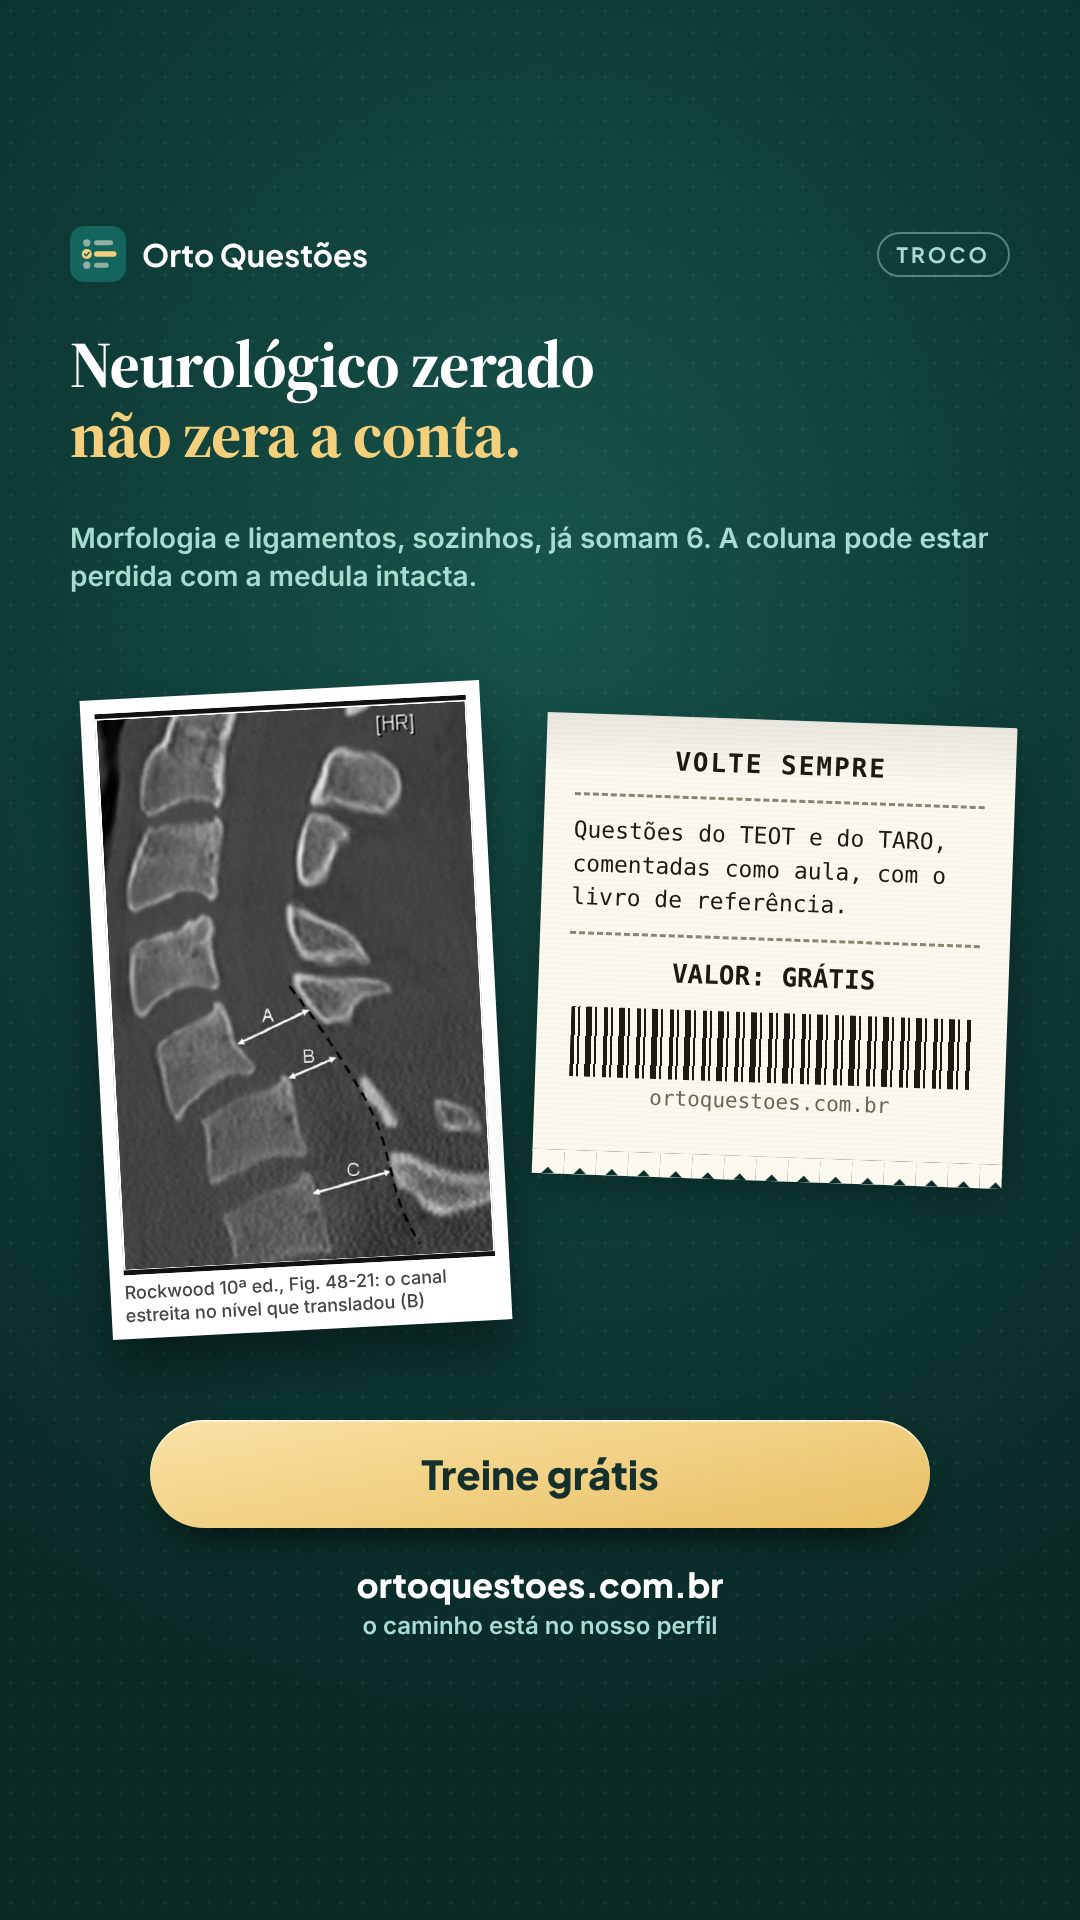 Orto Questões
TROCO
Neurológico zerado
não zera a conta.
Morfologia e ligamentos, sozinhos, já somam 6. A coluna pode estar
perdida com a medula intacta.
[HR]
A
B
C
Rockwood 10ª ed., Fig. 48-21: o canal
estreita no nível que transladou (B)
VOLTE SEMPRE
Questões do TEOT e do TARO,
comentadas como aula, com o
livro de referência.
VALOR: GRÁTIS
ortoquestoes.com.br
Treine grátis
ortoquestoes.com.br
o caminho está no nosso perfil